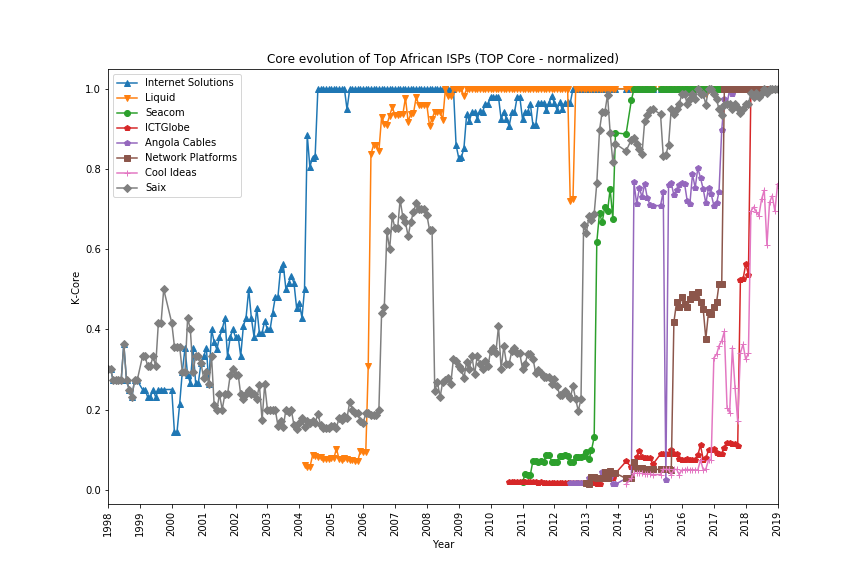 Core evolution of Top African ISPs (TOP Core - normalized)
Internet Solutions
Liquid
Seacom
ICTGlobe
Angola Cables
Network Platforms
Cool Ideas
Saix
1.0
0.8
0.6
0.4
0.2
0.0
K-Core
1998
1999
2000
2001
2002
2003
2004
2005
2006
2007
2008
2009
2010
2011
2012
2013
2014
2015
2016
2017
2018
2019
Year